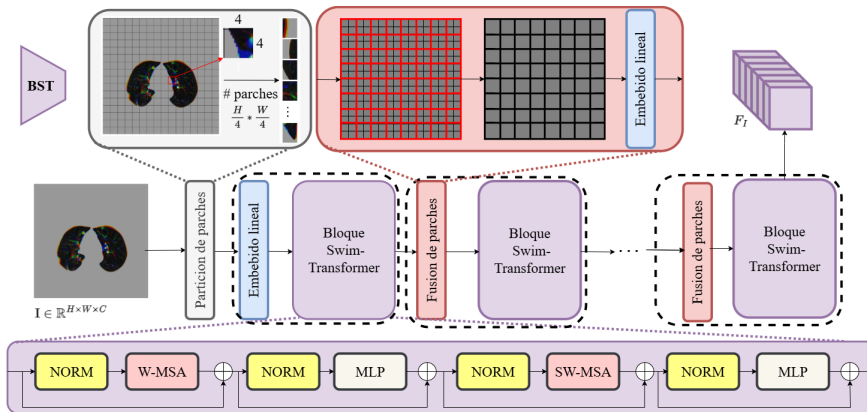 BST
4
4
# parches
H/4 * W/4
⋮
Embebido lineal
F_I
I ∈ ℝ^{H×W×C}
Particion de parches
Embebido lineal
Bloque
Swim-
Transformer
Fusion de parches
Bloque
Swim-
Transformer
. . .
Fusion de parches
Bloque
Swim-
Transformer
NORM
W-MSA
NORM
MLP
NORM
SW-MSA
NORM
MLP